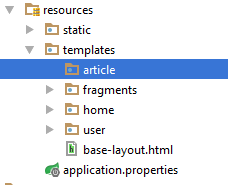 resources
static
templates
article
fragments
home
user
base-layout.html
application.properties